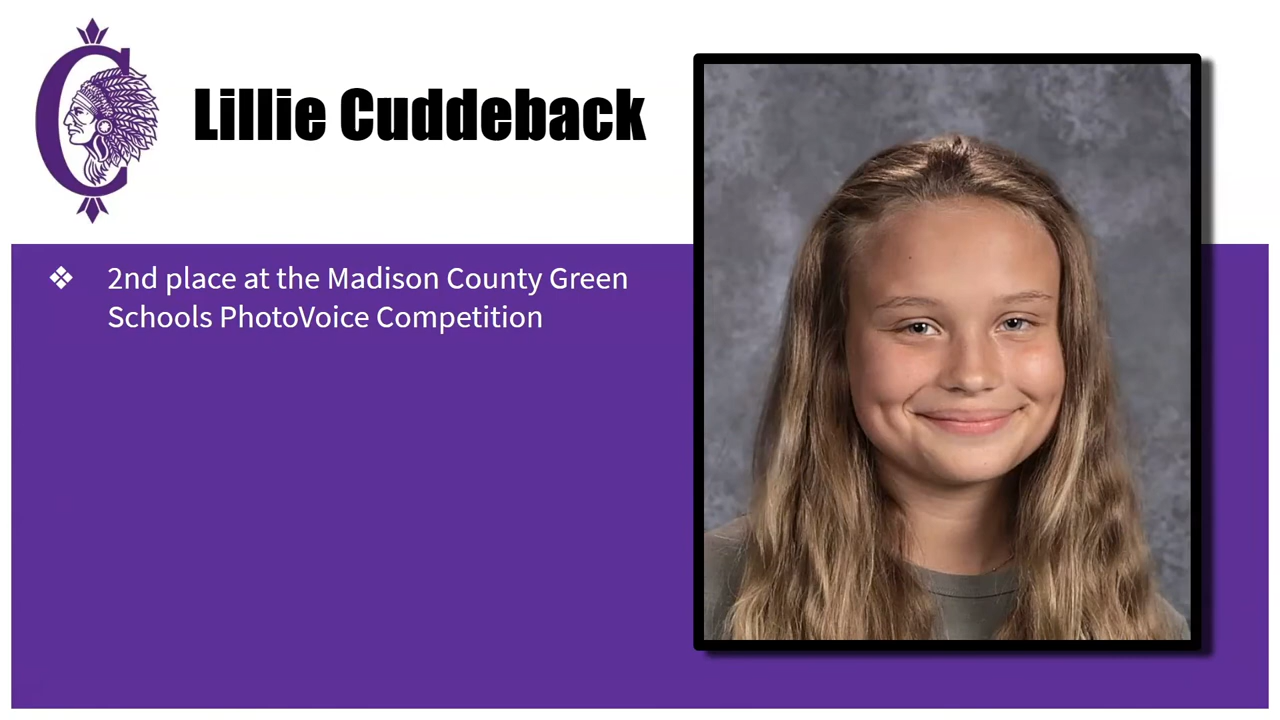 C
Lillie Cuddeback
❖ 2nd place at the Madison County Green
Schools PhotoVoice Competition